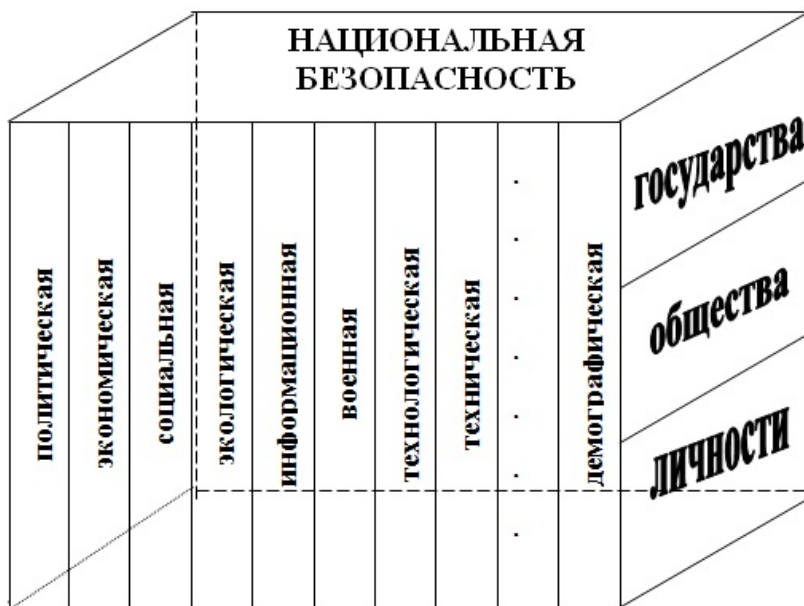 НАЦИОНАЛЬНАЯ
БЕЗОПАСНОСТЬ
политическая
экономическая
социальная
экологическая
информационная
военная
технологическая
техническая
.......
демографическая
государства
общества
личности